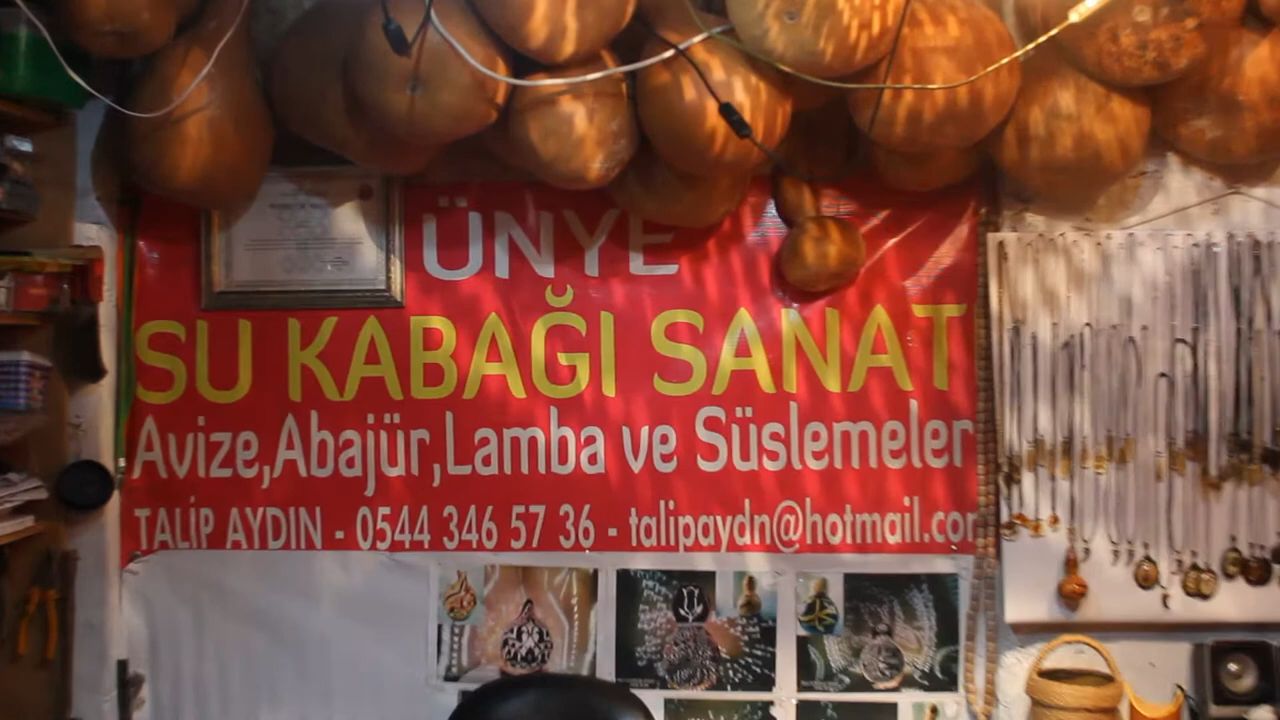 ÜNYE
SU KABAĞI SANAT
Avize,Abajür,Lamba ve Süslemeler
TALİP AYDIN - 0544 346 57 36 - talipaydn@hotmail.com